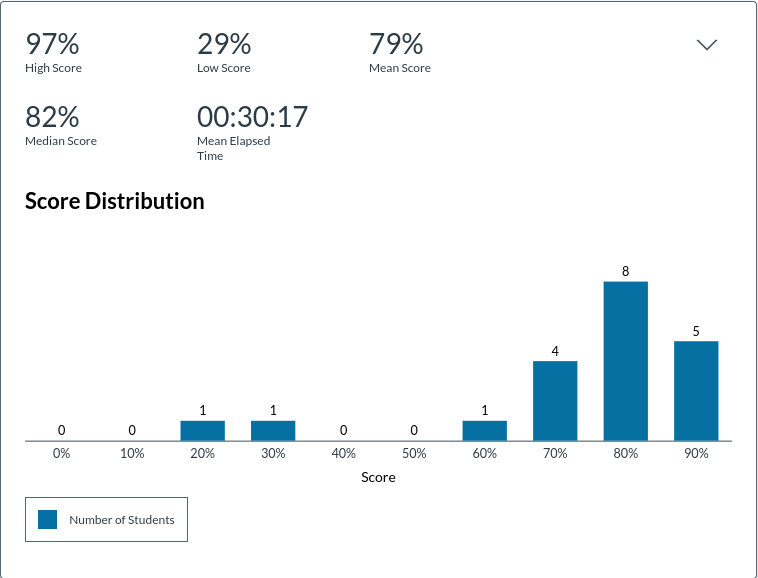 97%
High Score
29%
Low Score
79%
Mean Score
82%
Median Score
00:30:17
Mean Elapsed
Time
Score Distribution
0 0 1 1 0 0 1 4 8 5
0% 10% 20% 30% 40% 50% 60% 70% 80% 90%
Score
Number of Students